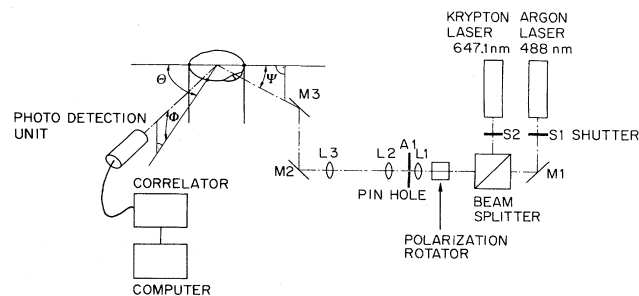 KRYPTON
LASER
647.1nm
ARGON
LASER
488 nm
Θ
Ψ
Φ
M3
PHOTO DETECTION
UNIT
S2
S1 SHUTTER
A1
L3
L2
L1
M2
M1
PIN HOLE
BEAM
SPLITTER
CORRELATOR
POLARIZATION
ROTATOR
COMPUTER